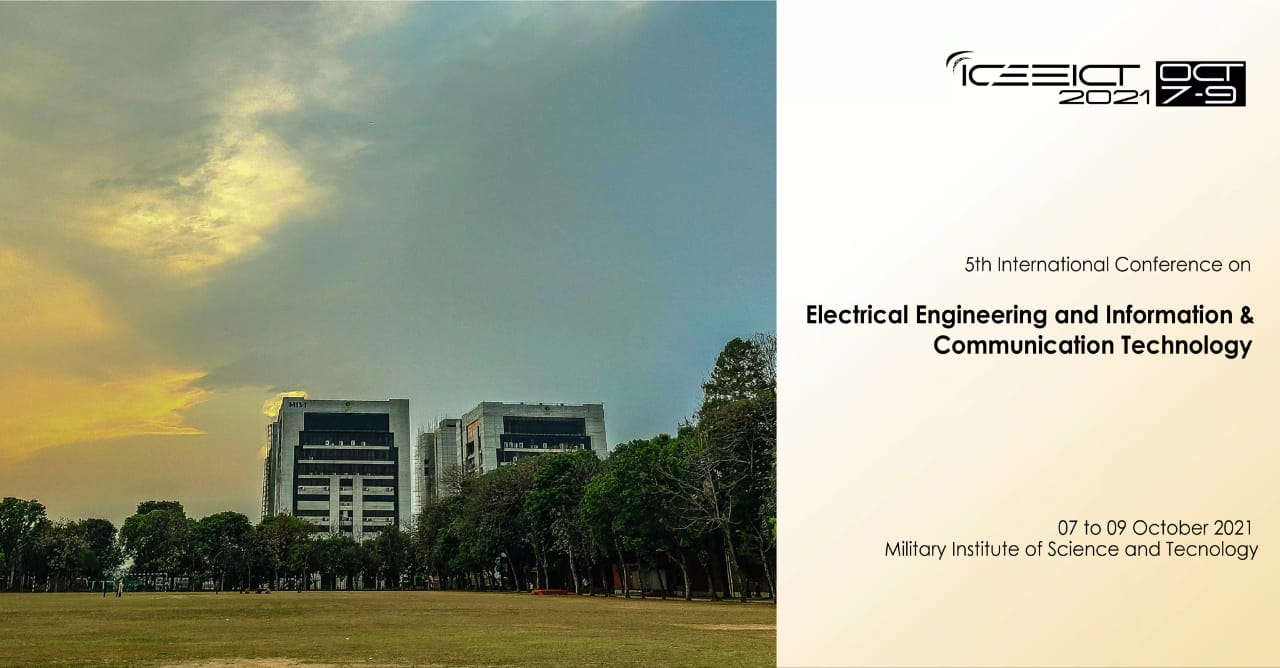 MIST
ICEEICT OCT
2021 7-9
5th International Conference on
Electrical Engineering and Information &
Communication Technology
07 to 09 October 2021
Military Institute of Science and Tecnology